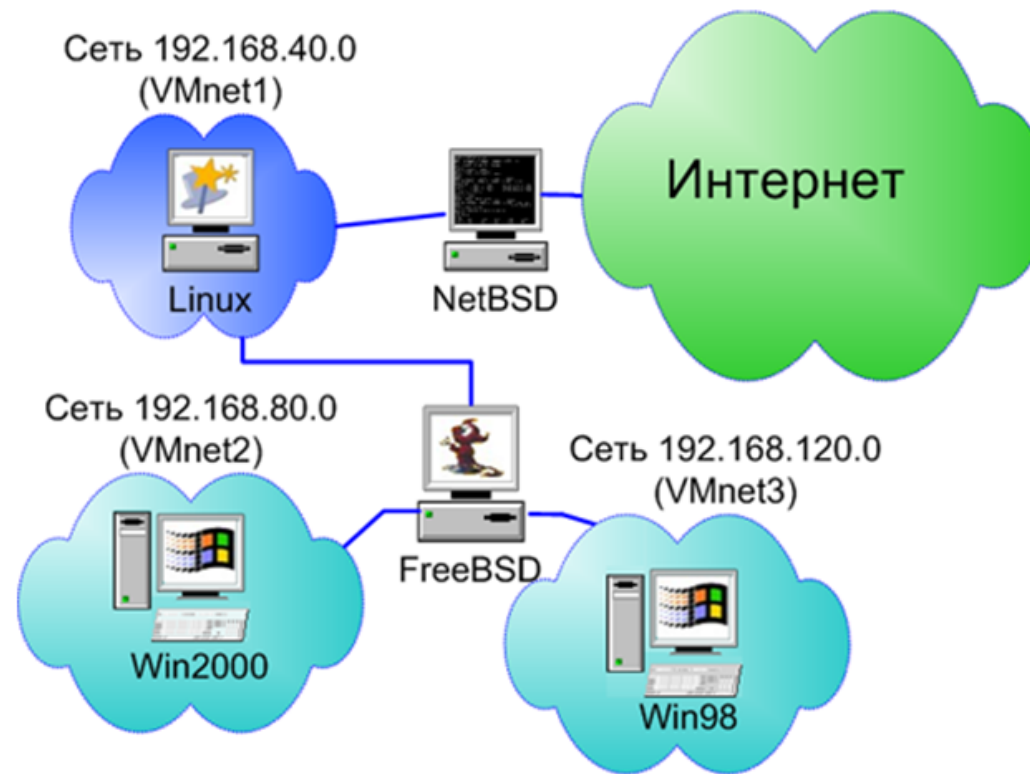 Сеть 192.168.40.0
(VMnet1)
Интернет
Linux
NetBSD
Сеть 192.168.80.0
(VMnet2)
Сеть 192.168.120.0
(VMnet3)
FreeBSD
Win2000
Win98